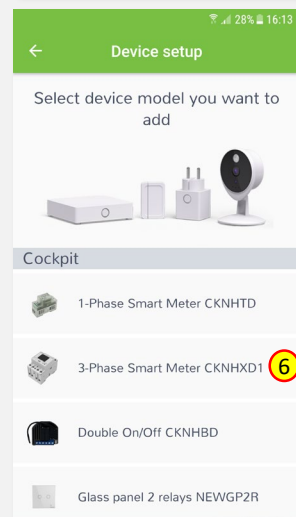 28% 16:13
Device setup
Select device model you want to
add
Cockpit
1-Phase Smart Meter CKNHTD
3-Phase Smart Meter CKNHXD1 6
Double On/Off CKNHBD
Glass panel 2 relays NEWGP2R